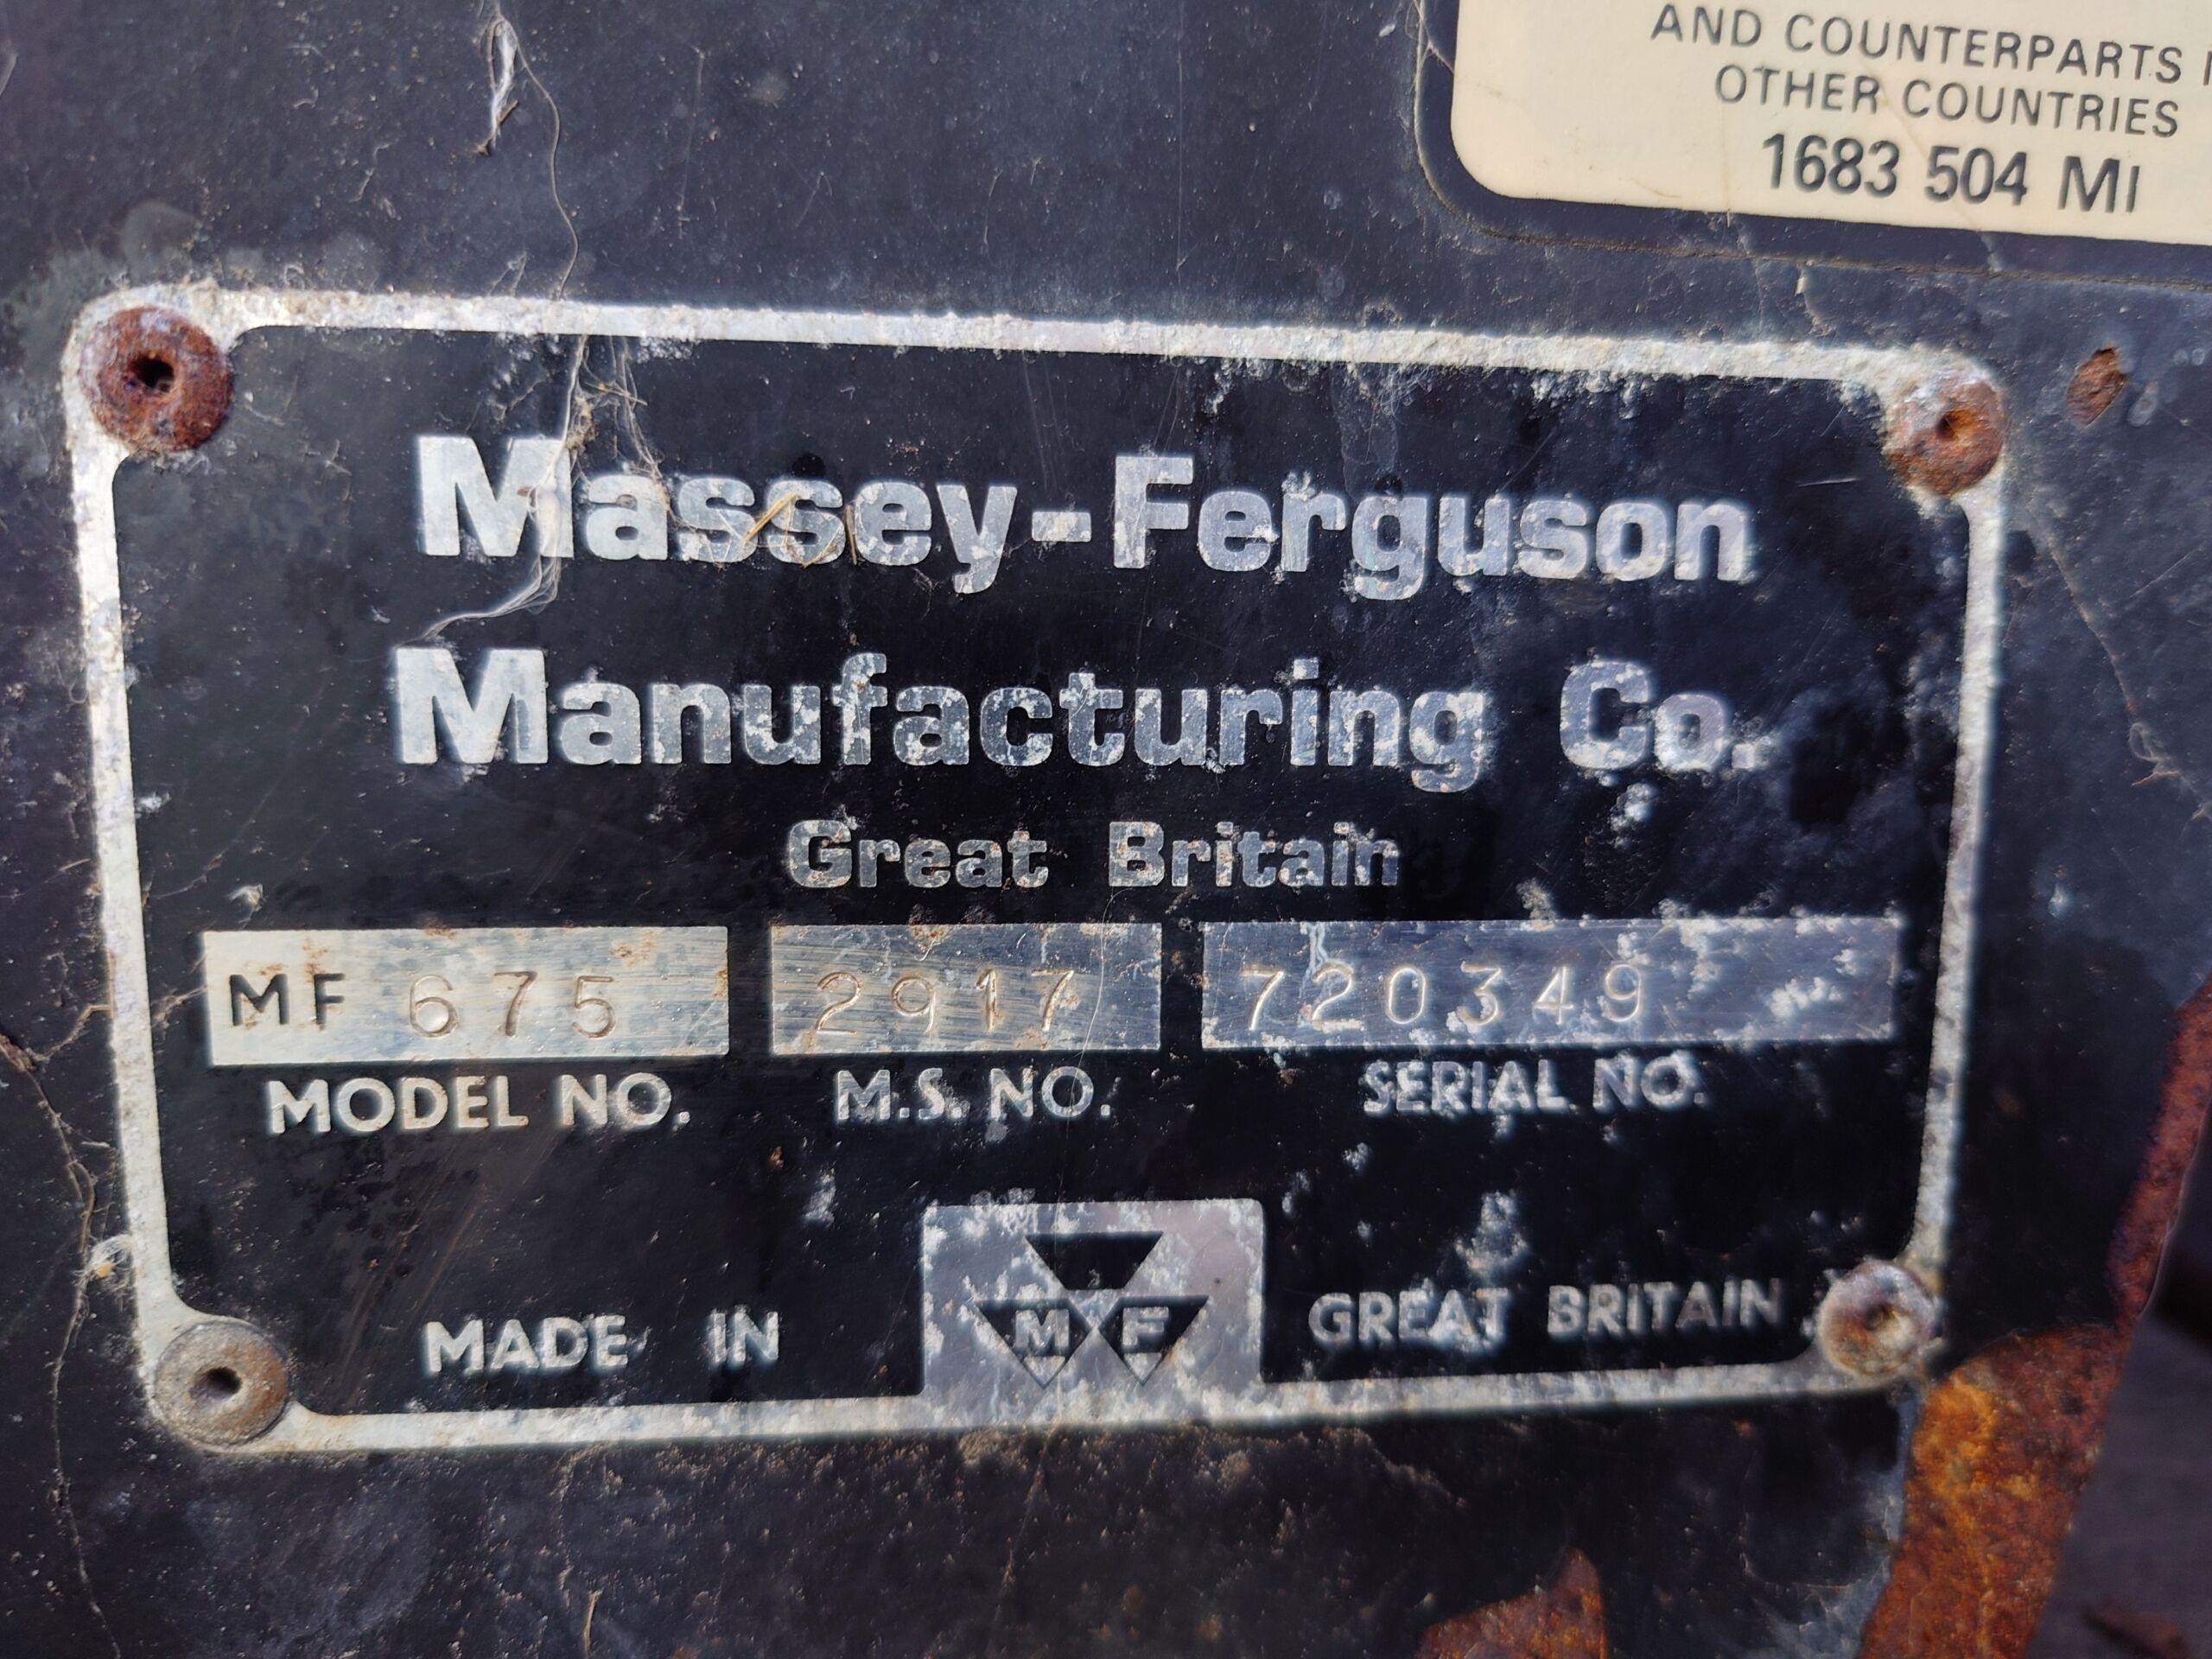 AND COUNTERPARTS
OTHER COUNTRIES
1683 504 MI
Massey-Ferguson
Manufacturing Co.
Great Britain
MF 675 2917 720349
MODEL NO. M.S. NO. SERIAL NO.
MADE IN MF GREAT BRITAIN